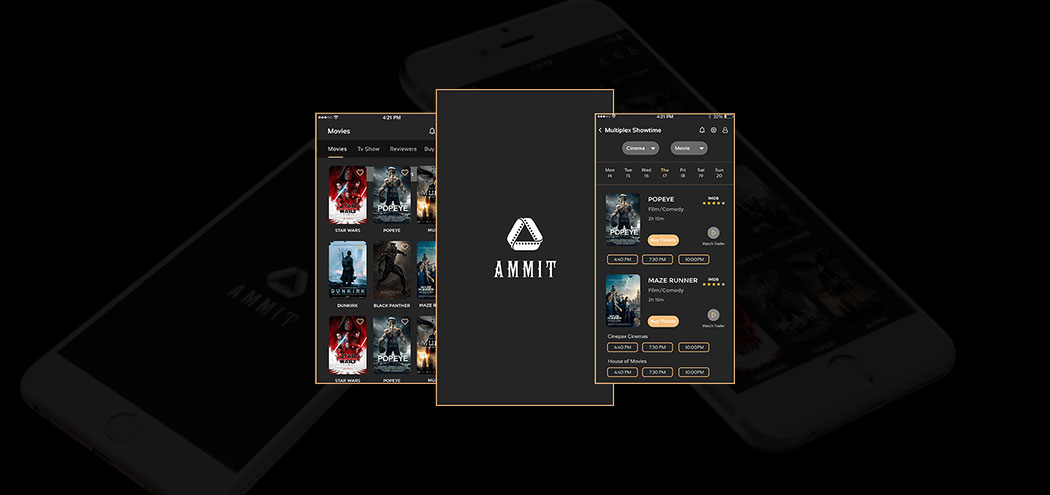 4:21 PM
Movies
Movies Tv Show Reviewers Buy
STAR WARS
POPEYE
POPEYE
DUNKIRK
DUNKIRK
BLACK PANTHER
MAZE R
STAR WARS
POPEYE
POPEYE
MU
AMMIT
4:21 PM 22%
Multiplex Showtime
Cinema Movie
Mon Tue Wed Thu Fri Sat Sun
14 15 16 17 18 19 20
POPEYE
POPEYE
IMDB
Film/Comedy
2h 15m
Buy Tickets
Watch Trailer
4:40 PM 7:30 PM 10:00PM
MAZE RUNNER
IMDB
Film/Comedy
2h 15m
Buy Tickets
Watch Trailer
Cinepax Cinemas
4:40 PM 7:30 PM 10:00PM
House of Movies
4:40 PM 7:30 PM 10:00PM
AMMIT